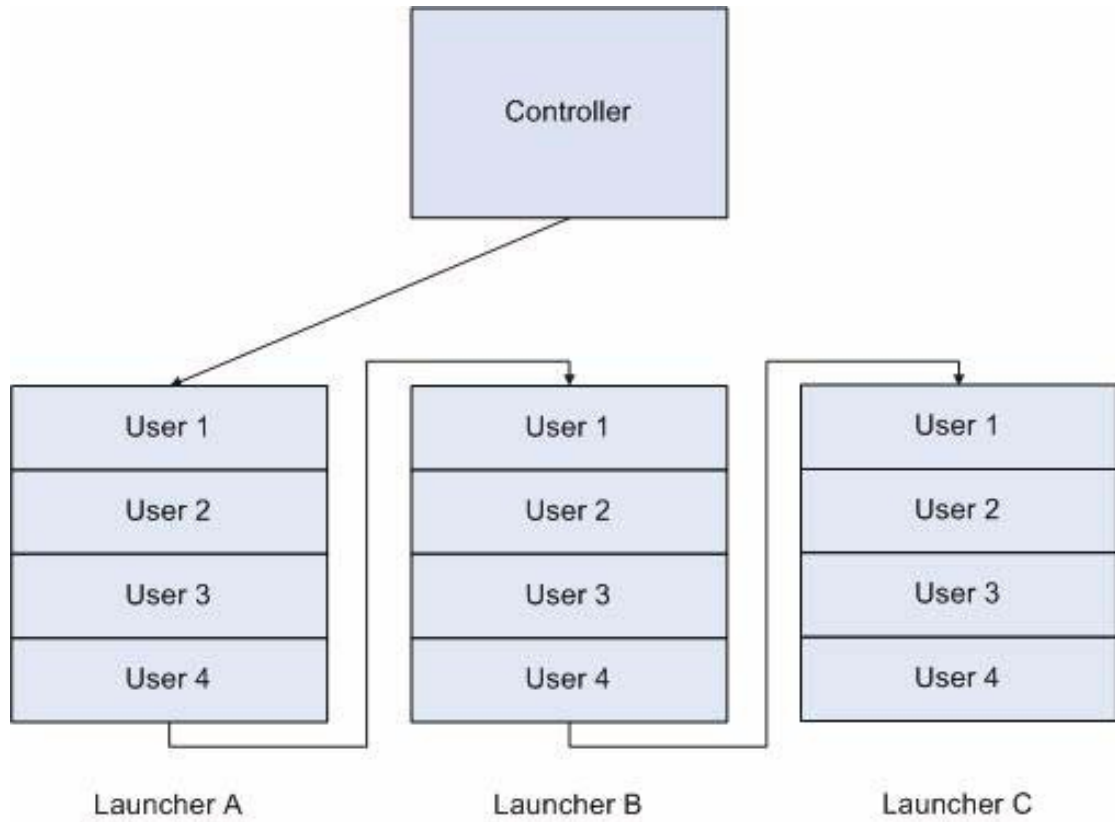 Controller
User 1
User 2
User 3
User 4
Launcher A
User 1
User 2
User 3
User 4
Launcher B
User 1
User 2
User 3
User 4
Launcher C